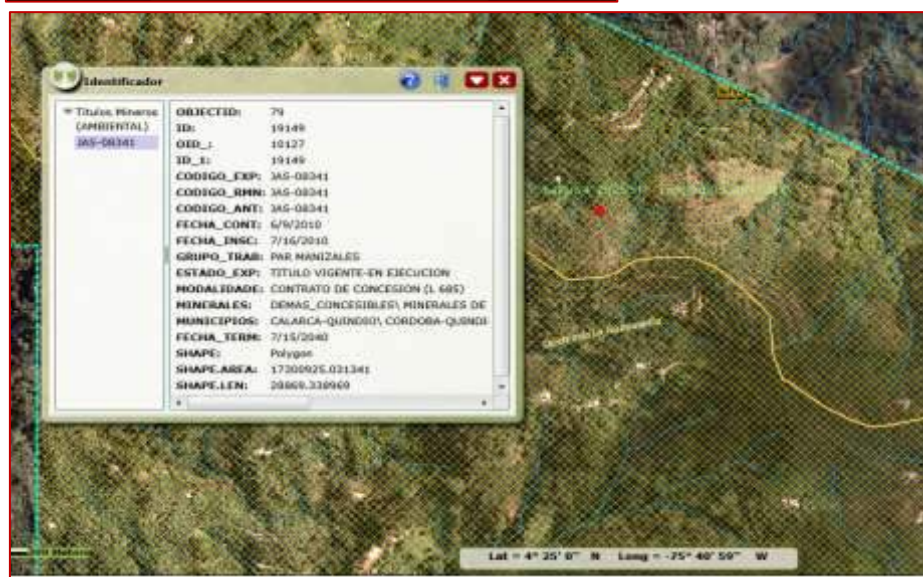 Identificador
Titulos Mineros
(AMBIENTAL)
JAS-08341
OBJECTID: 79
ID: 19149
OID_: 10127
ID_1: 19149
CODIGO_EXP: JAS-08341
CODIGO_RMN: JAS-08341
CODIGO_ANT: JAS-08341
FECHA_CONT: 6/9/2010
FECHA_INSC: 7/16/2010
GRUPO_TRAB: PAR MANIZALES
ESTADO_EXP: TITULO VIGENTE-EN EJECUCION
MODALIDADE: CONTRATO DE CONCESION (L 685)
MINERALES: DEMAS_CONCESIBLES\ MINERALES DE
MUNICIPIOS: CALARCA-QUINDIO\ CORDOBA-QUINDI
FECHA_TERM: 7/15/2040
SHAPE: Polygon
SHAPE.AREA: 17300925.031341
SHAPE.LEN: 20869.338969
Lat = 4° 25' 0" N Long = -75° 40' 59" W